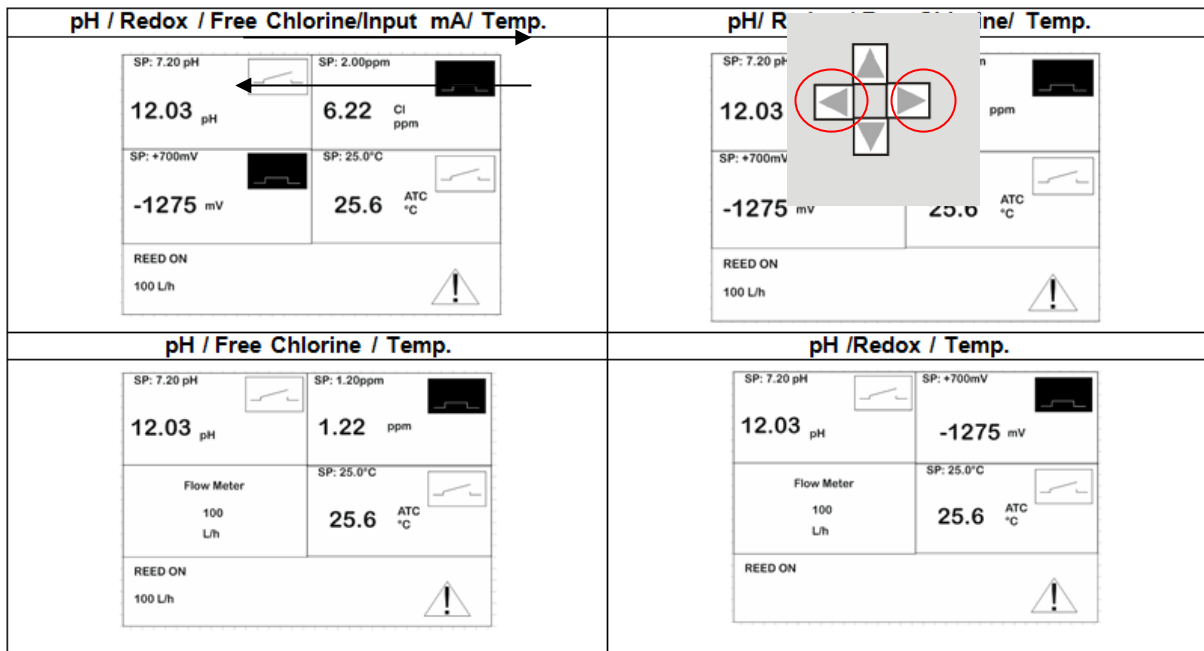 pH / Redox / Free Chlorine/Input mA/ Temp.
SP: 7.20 pH
SP: 2.00ppm
12.03 pH
6.22 Cl ppm
SP: +700mV
SP: 25.0°C
-1275 mV
25.6 ATC °C
REED ON
100 L/h
pH/
ine/ Temp.
SP: 7.20 pH
12.03
ppm
SP: +700mV
-1275 mV
25.6 ATC °C
REED ON
100 L/h
pH / Free Chlorine / Temp.
SP: 7.20 pH
SP: 1.20ppm
12.03 pH
1.22 ppm
Flow Meter
100
L/h
SP: 25.0°C
25.6 ATC °C
REED ON
100 L/h
pH /Redox / Temp.
SP: 7.20 pH
SP: +700mV
12.03 pH
-1275 mV
Flow Meter
100
L/h
SP: 25.0°C
25.6 ATC °C
REED ON